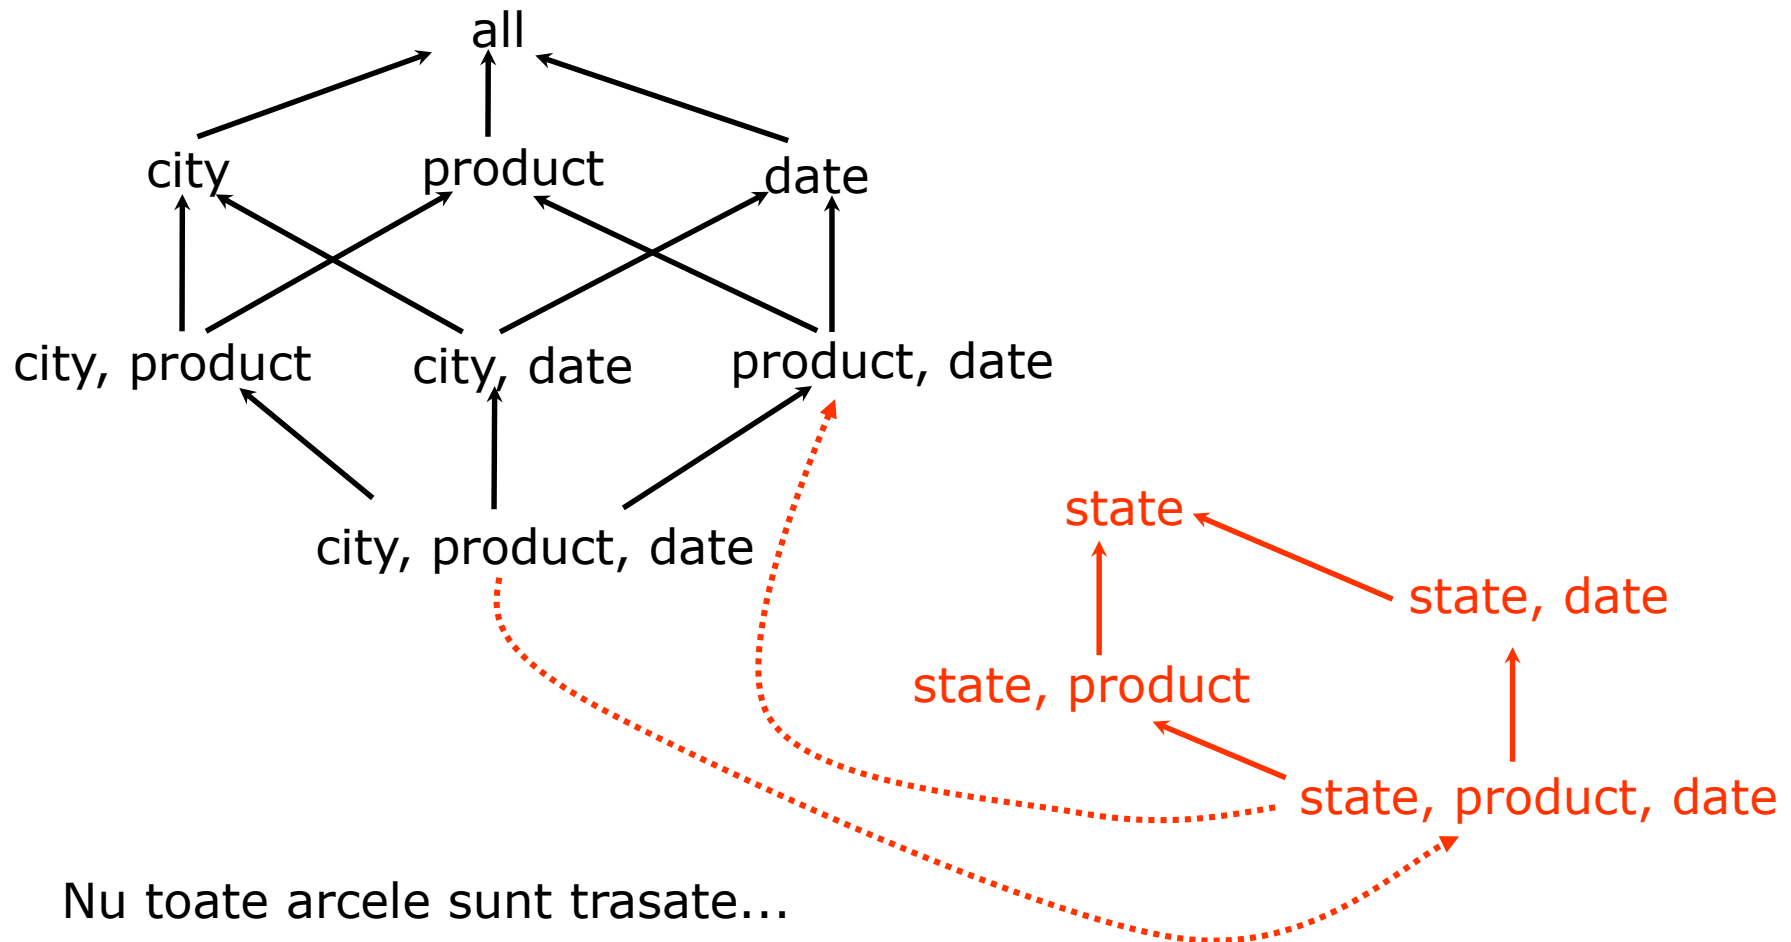 all
city
product
date
city, product
city, date
product, date
city, product, date
state
state, date
state, product
state, product, date
Nu toate arcele sunt trasate...